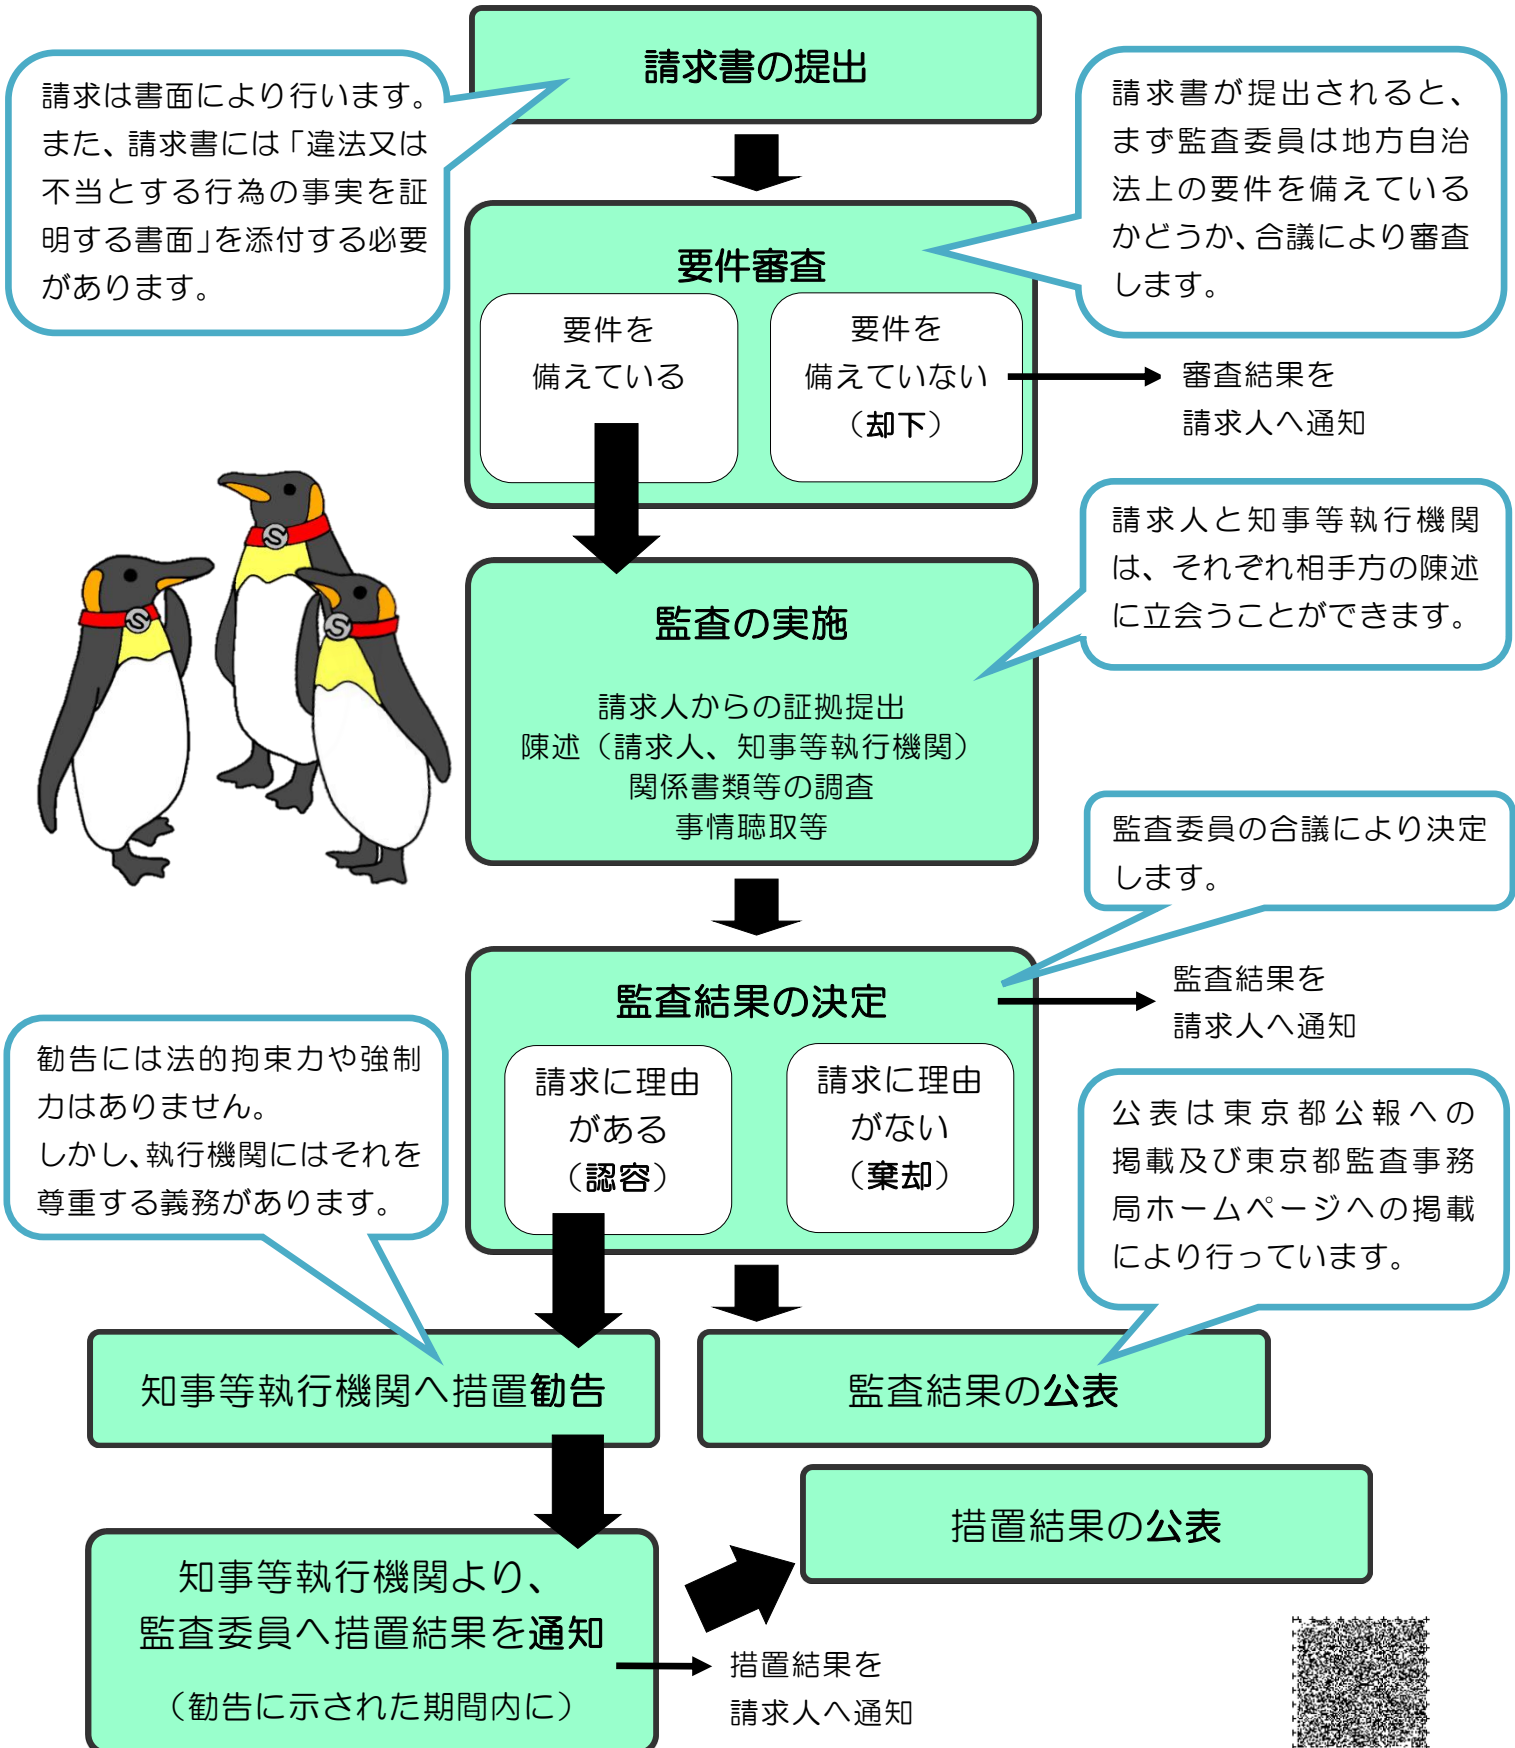 請求書の提出
請求は書面により行います。
また、請求書には「違法又は
不当とする行為の事実を証
明する書面」を添付する必要
があります。
請求書が提出されると、
まず監査委員は地方自治
法上の要件を備えている
かどうか、合議により審査
します。
要件審査
要件を
備えている
要件を
備えていない
（却下）
審査結果を
請求人へ通知
請求人と知事等執行機関
は、それぞれ相手方の陳述
に立会うことができます。
監査の実施
請求人からの証拠提出
陳述（請求人、知事等執行機関）
関係書類等の調査
事情聴取等
S
S
S
監査委員の合議により決定
します。
監査結果の決定
監査結果を
請求人へ通知
請求に理由
がある
（認容）
請求に理由
がない
（棄却）
勧告には法的拘束力や強制
力はありません。
しかし、執行機関にはそれを
尊重する義務があります。
公表は東京都公報への
掲載及び東京都監査事務
局ホームページへの掲載
により行っています。
知事等執行機関へ措置勧告
監査結果の公表
措置結果の公表
知事等執行機関より、
監査委員へ措置結果を通知
（勧告に示された期間内に）
措置結果を
請求人へ通知